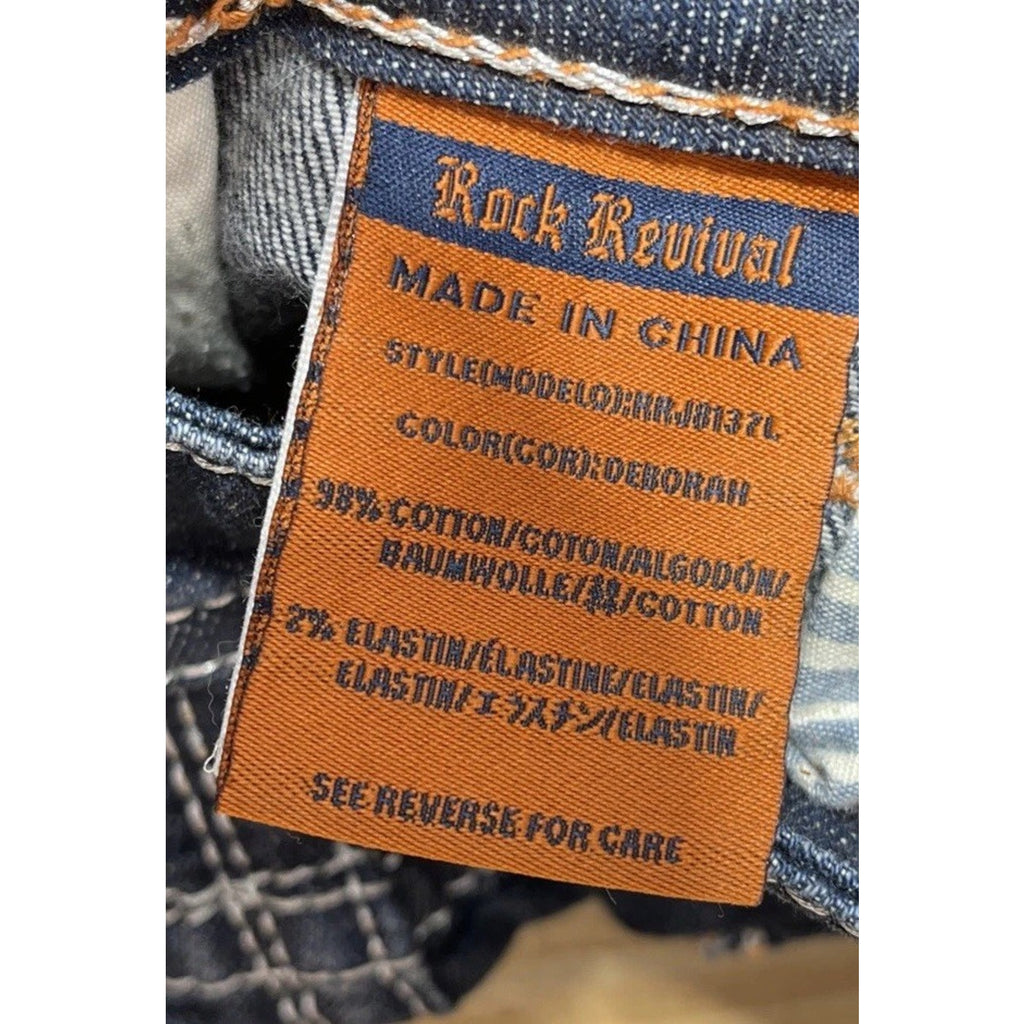 Rock Revival
MADE IN CHINA
STYLE(MODELO):RRJ8137L
COLOR(COR):DEBORAH
98% COTTON/COTON/ALGODÓN/
BAUMWOLLE/綿/COTTON
2% ELASTIN/ÉLASTINE/ELASTIN/
ELASTIN/エラスチン/ELASTIN
SEE REVERSE FOR CARE